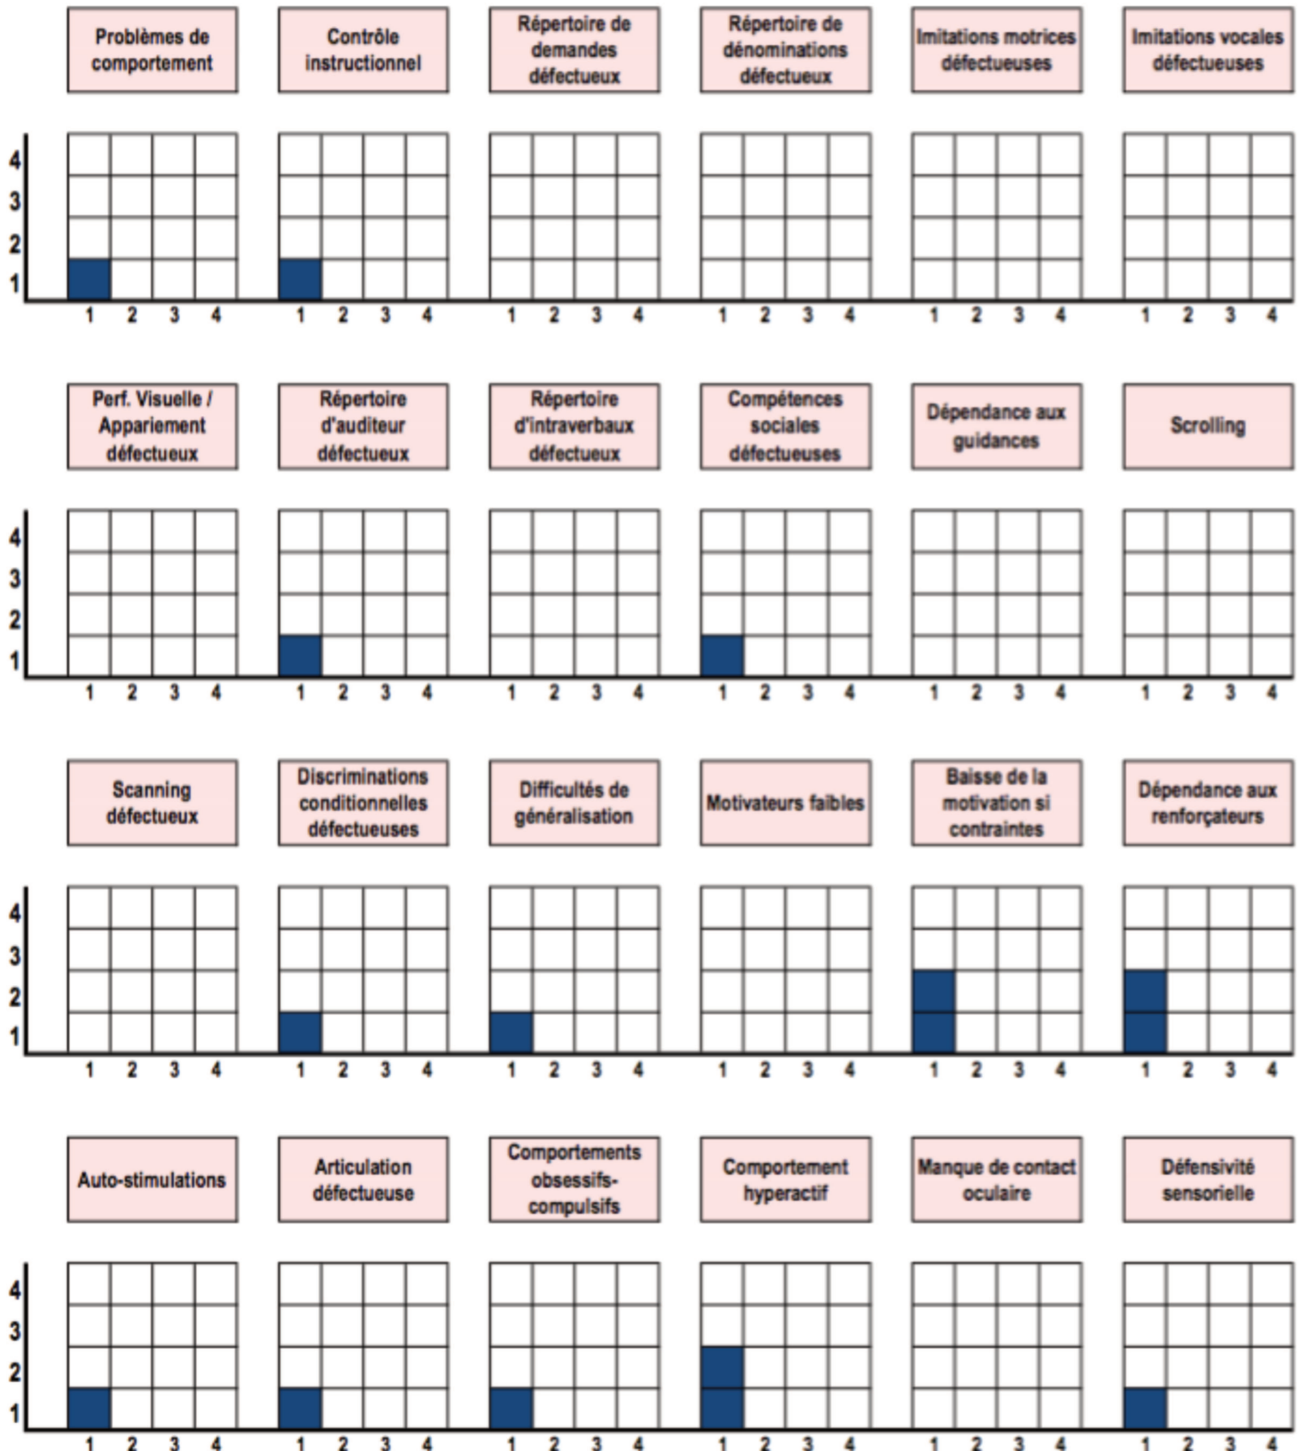 Problèmes de
comportement
Contrôle
instructionnel
Répertoire de
demandes
défectueux
Répertoire de
dénominations
défectueux
Imitations motrices
défectueuses
Imitations vocales
défectueuses
4
3
2
1
1 2 3 4 1 2 3 4 1 2 3 4 1 2 3 4 1 2 3 4 1 2 3 4
Perf. Visuelle /
Appariement
défectueux
Répertoire
d'auditeur
défectueux
Répertoire
d'intraverbaux
défectueux
Compétences
sociales
défectueuses
Dépendance aux
guidances
Scrolling
4
3
2
1
1 2 3 4 1 2 3 4 1 2 3 4 1 2 3 4 1 2 3 4 1 2 3 4
Scanning
défectueux
Discriminations
conditionnelles
défectueuses
Difficultés de
généralisation
Motivateurs faibles
Baisse de la
motivation si
contraintes
Dépendance aux
renforçateurs
4
3
2
1
1 2 3 4 1 2 3 4 1 2 3 4 1 2 3 4 1 2 3 4 1 2 3 4
Auto-stimulations
Articulation
défectueuse
Comportements
obsessifs-
compulsifs
Comportement
hyperactif
Manque de contact
oculaire
Défensivité
sensorielle
4
3
2
1
1 2 3 4 1 2 3 4 1 2 3 4 1 2 3 4 1 2 3 4 1 2 3 4